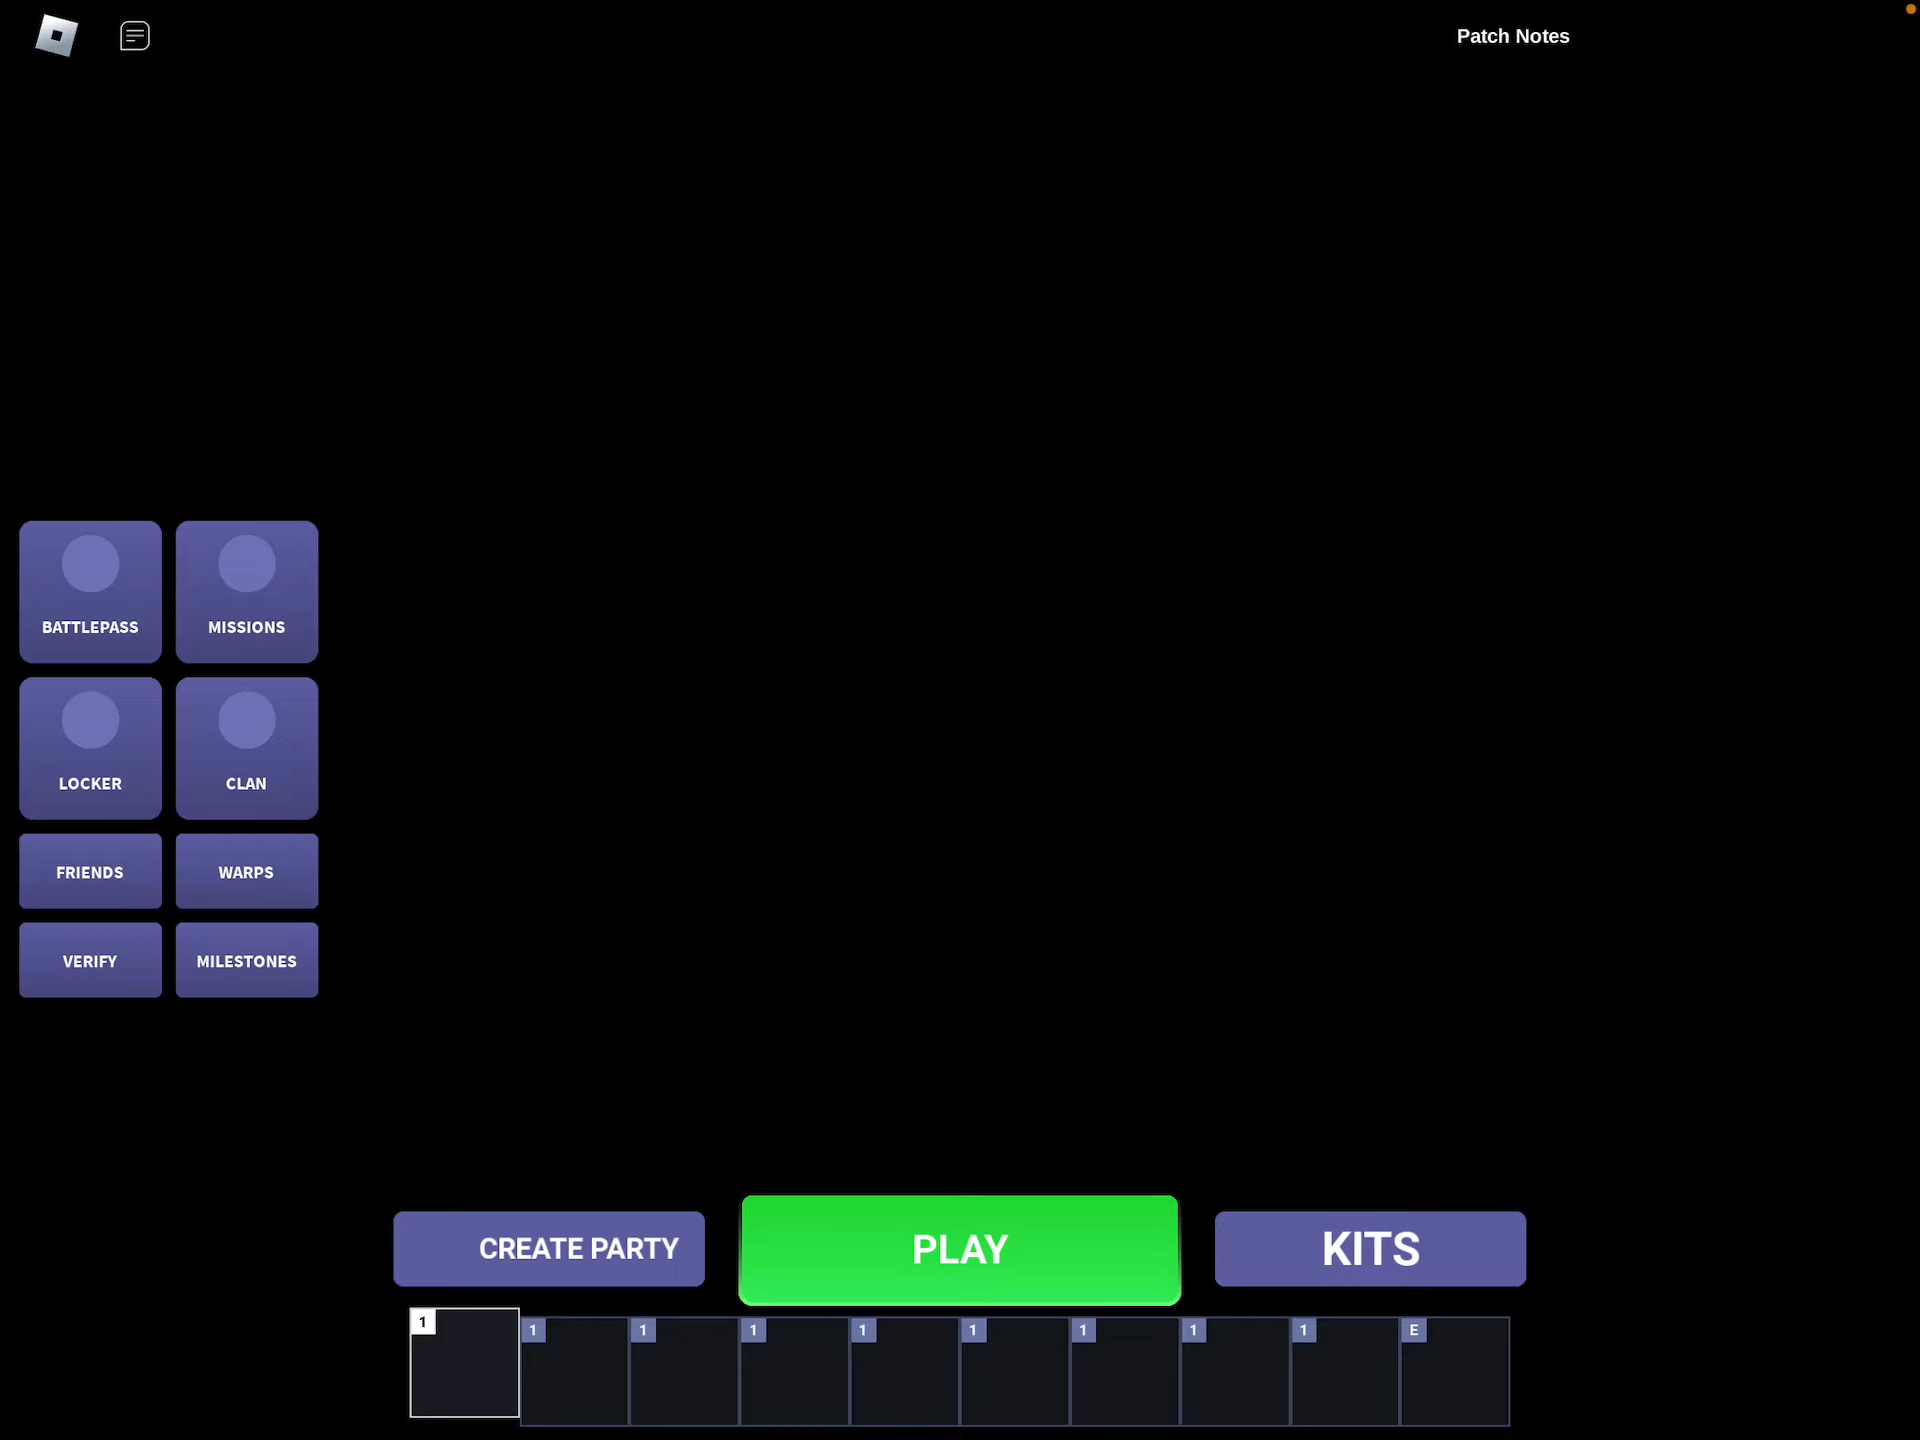 Patch Notes
BATTLEPASS MISSIONS
LOCKER CLAN
FRIENDS WARPS
VERIFY MILESTONES
CREATE PARTY PLAY KITS
1 1 1 1 1 1 1 1 1 E